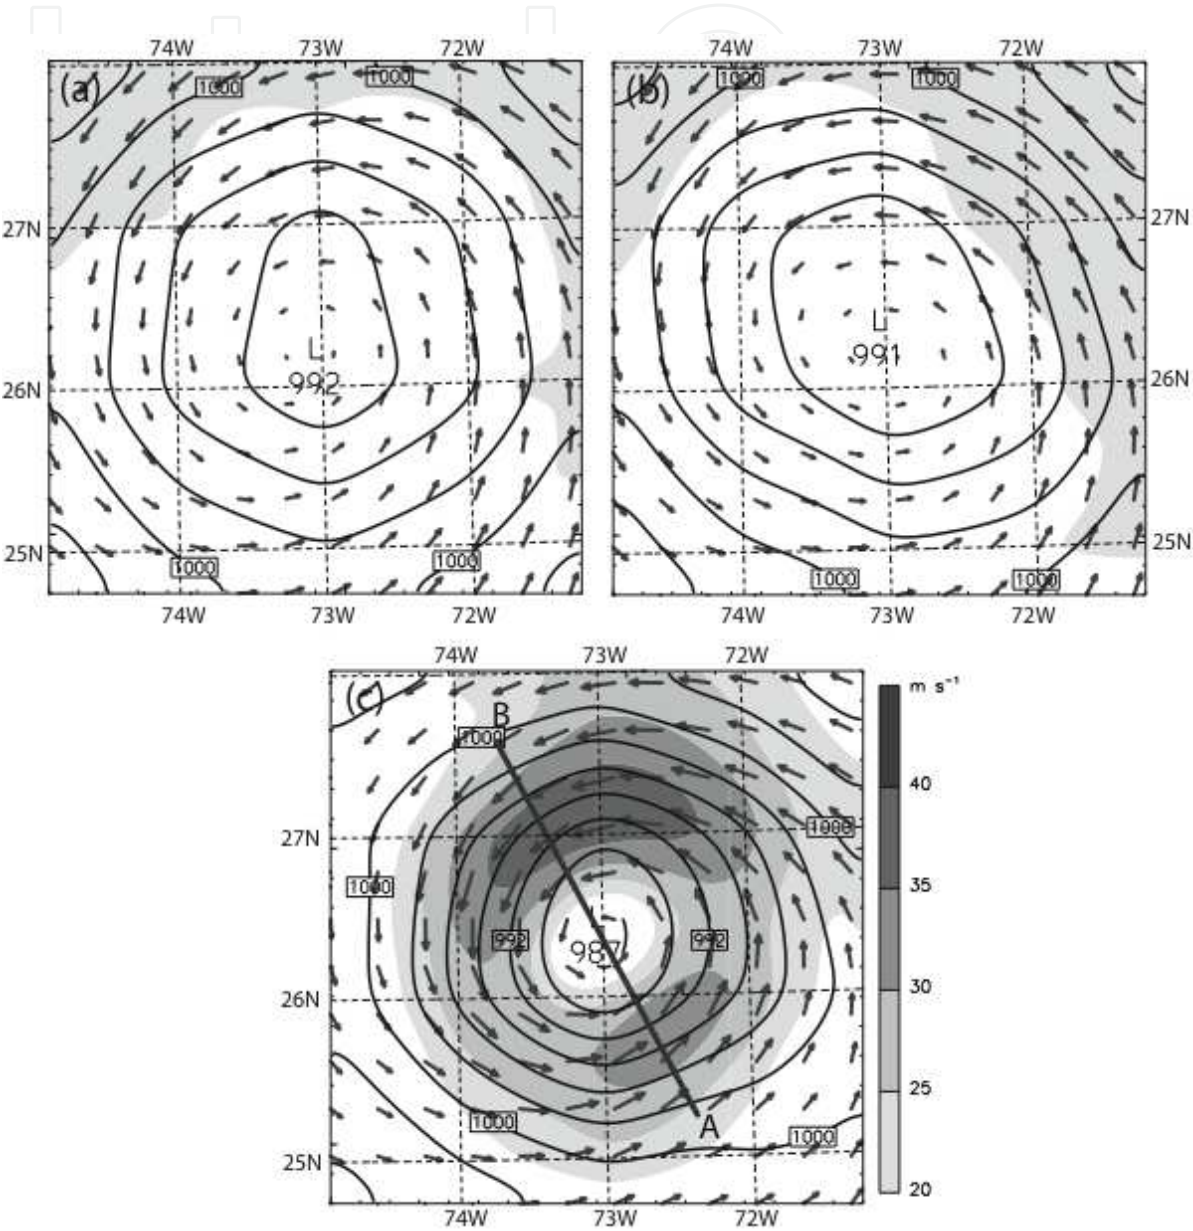 74W 73W 72W 74W 73W 72W
(a) 1000 1000 (b) 1000 1000
27N 27N
L L
992 991
26N 26N
25N 25N
1000 1000 1000 1000
74W 73W 72W 74W 73W 72W
74W 73W 72W
(c) m s⁻¹
B
1000
40
27N 1000
1000 35
992 992
L
987
26N 30
25
1000 A 1000
25N
20
74W 73W 72W